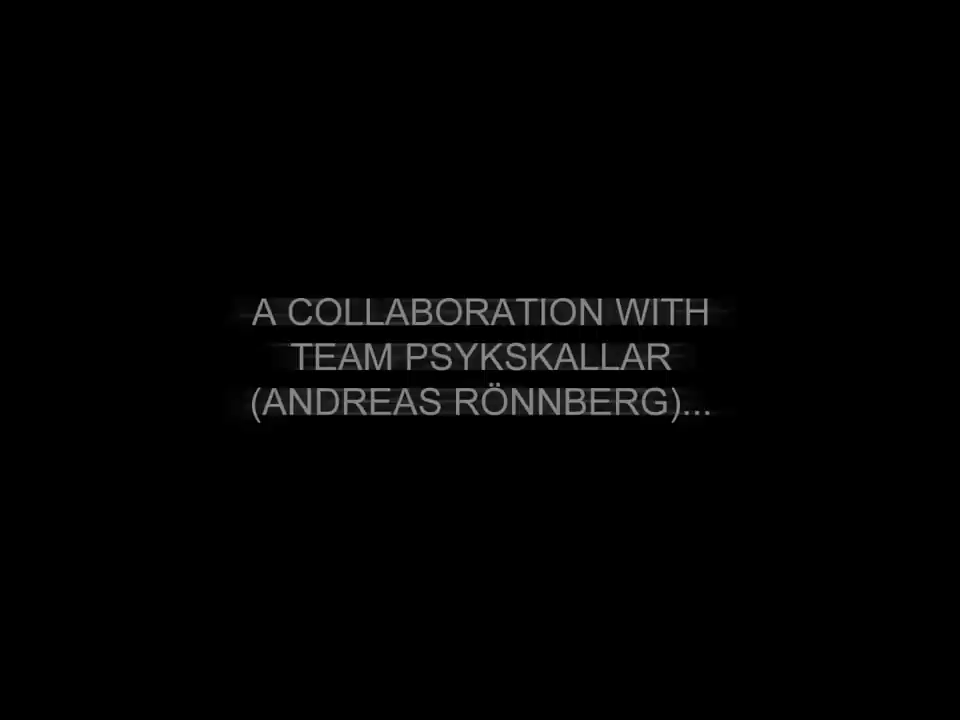 A COLLABORATION WITH
TEAM PSYKSKALLAR
(ANDREAS RÖNNBERG)...